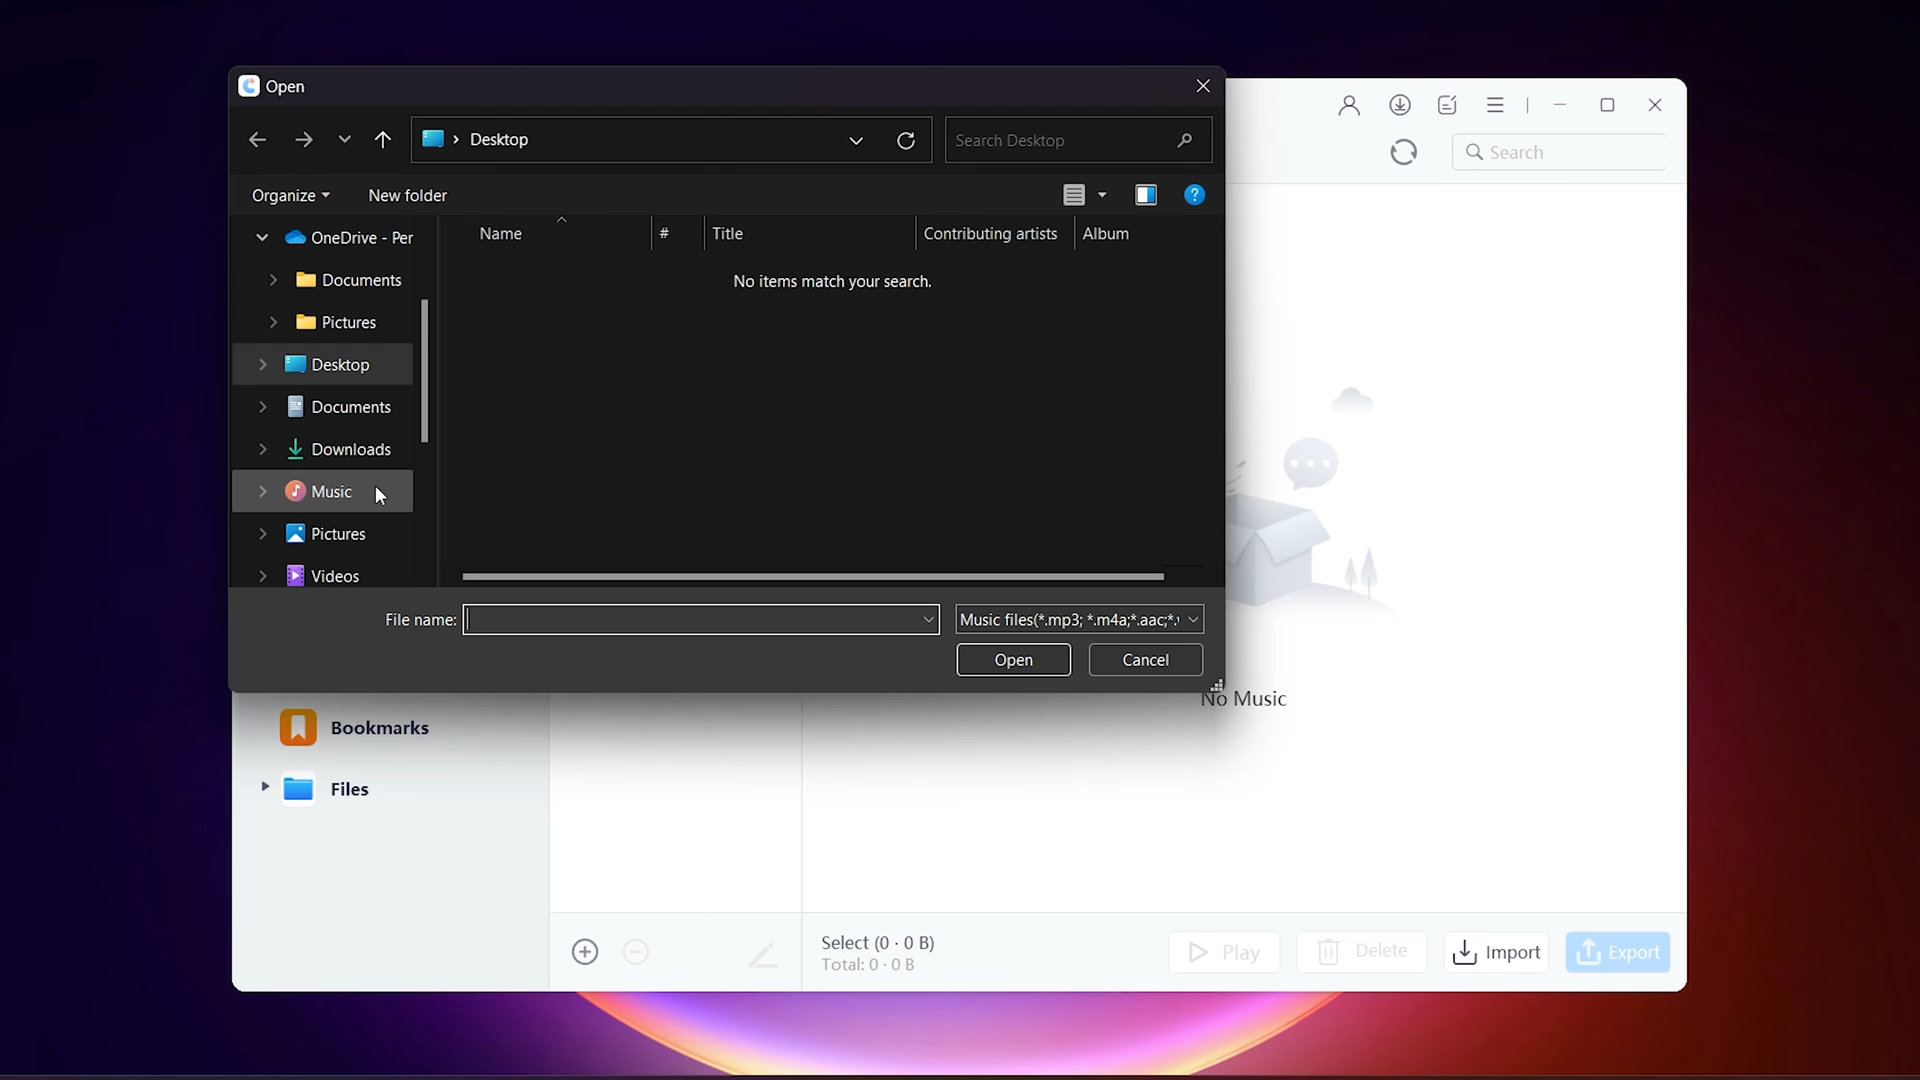 Open
Desktop
Search Desktop
Search
Organize
New folder
Name
#
Title
Contributing artists
Album
No items match your search.
OneDrive - Per
Documents
Pictures
Desktop
Documents
Downloads
Music
Pictures
Videos
File name:
Music files(*.mp3; *.m4a;*.aac;*.
Open
Cancel
No Music
Bookmarks
Files
Select (0 · 0 B)
Total: 0 · 0 B
Play
Delete
Import
Export